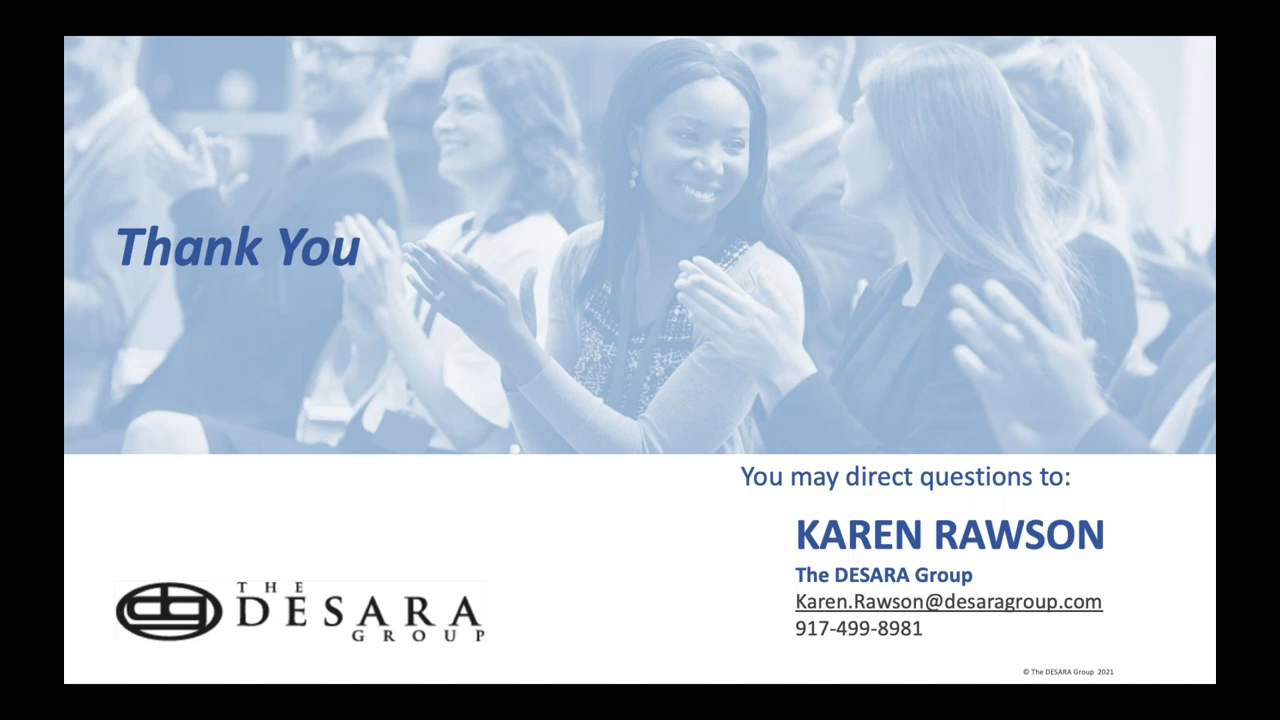 Thank You
You may direct questions to:
KAREN RAWSON
The DESARA Group
Karen.Rawson@desaragroup.com
917-499-8981
THE
DESARA
GROUP
© The DESARA Group 2021